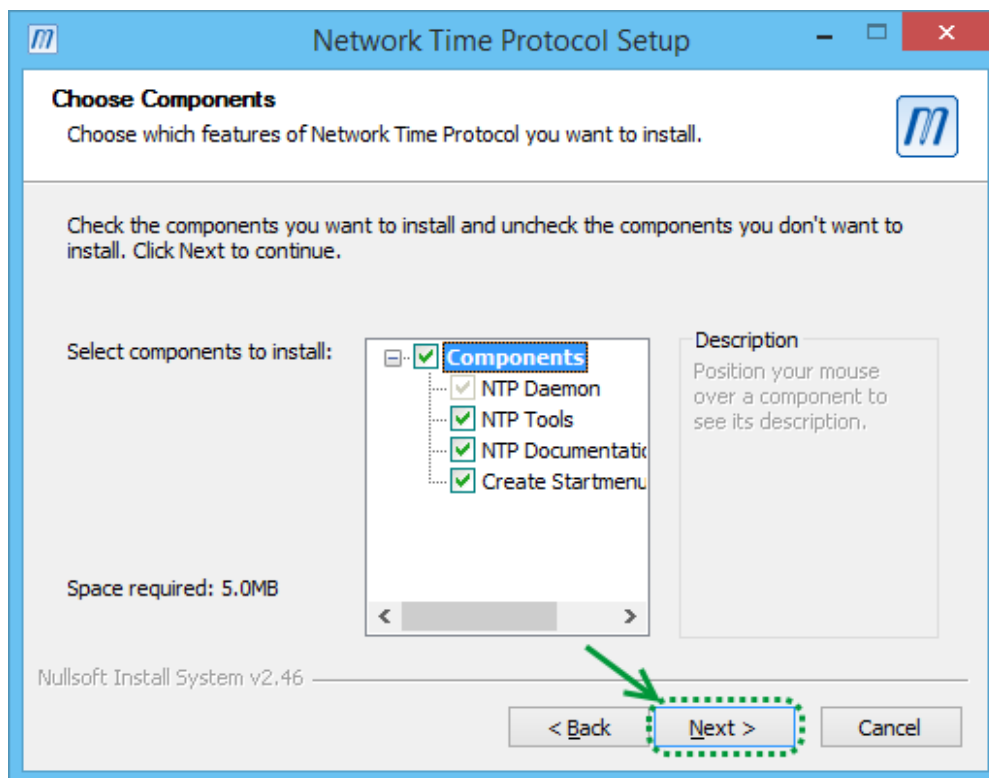 Network Time Protocol Setup
Choose Components
Choose which features of Network Time Protocol you want to install.
Check the components you want to install and uncheck the components you don't want to
install. Click Next to continue.
Select components to install:
Components
NTP Daemon
NTP Tools
NTP Documentatic
Create Startmenu
Description
Position your mouse
over a component to
see its description.
Space required: 5.0MB
Nullsoft Install System v2.46
< Back
Next >
Cancel